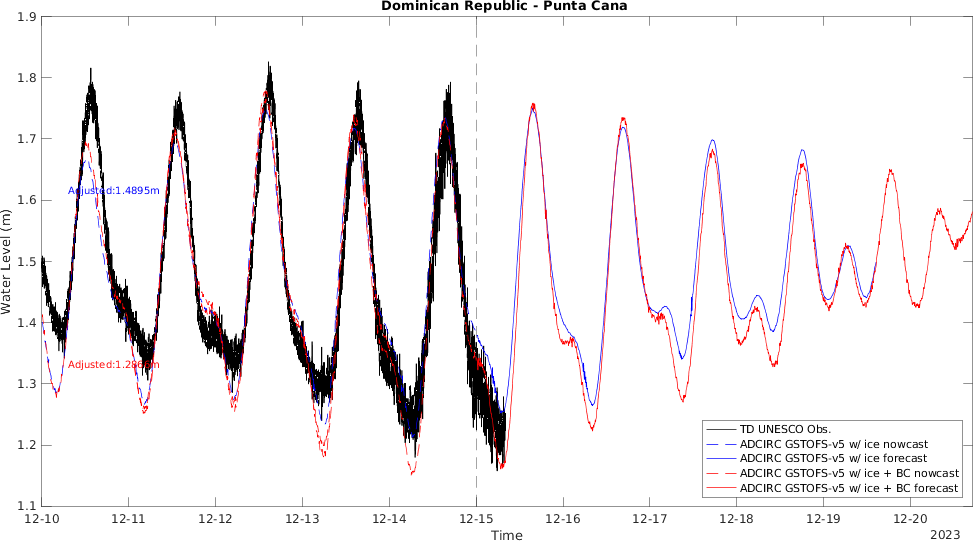 Dominican Republic - Punta Cana
Water Level (m)
1.9
1.8
1.7
1.6
1.5
1.4
1.3
1.2
1.1
Adjusted:1.4895m
TD UNESCO Obs.
ADCIRC GSTOFS-v5 w/ ice nowcast
ADCIRC GSTOFS-v5 w/ ice forecast
ADCIRC GSTOFS-v5 w/ ice + BC nowcast
ADCIRC GSTOFS-v5 w/ ice + BC forecast
12-10 12-11 12-12 12-13 12-14 12-15 12-16 12-17 12-18 12-19 12-20
Time
2023